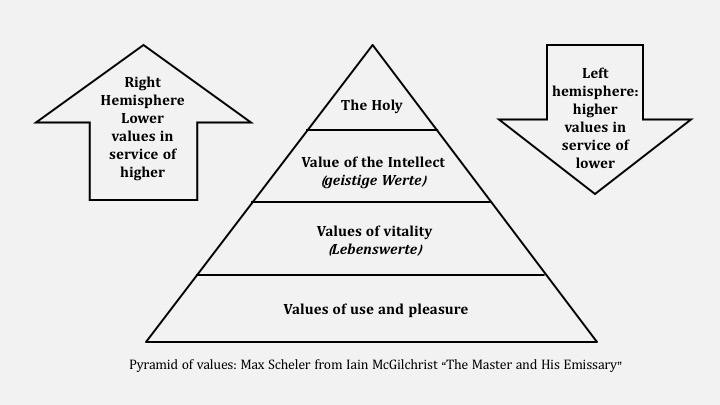 Right
Hemisphere
Lower
values in
service of
higher
The Holy
Value of the Intellect
(geistige Werte)
Values of vitality
(Lebenswerte)
Values of use and pleasure
Left
hemisphere:
higher
values in
service of
lower
Pyramid of values: Max Scheler from Iain McGilchrist “The Master and His Emissary”